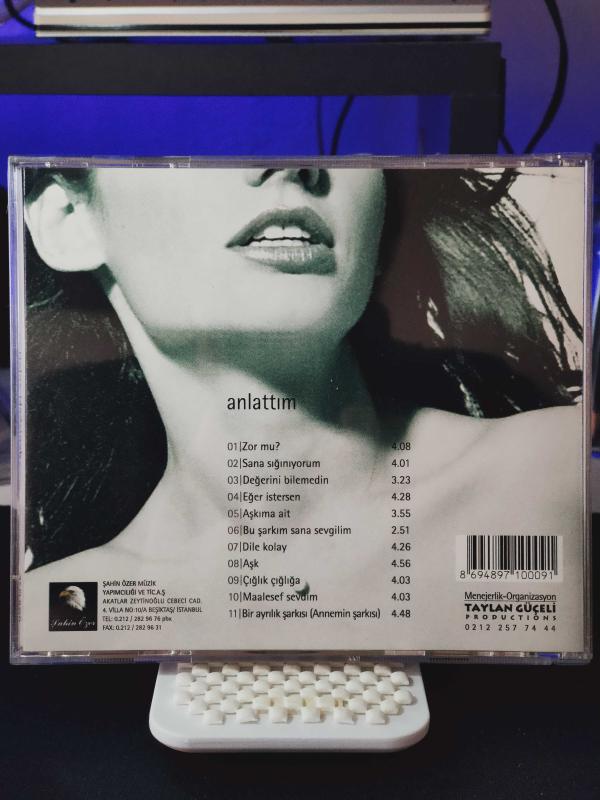 anlattım
01|Zor mu? 4.08
02|Sana sığınıyorum 4.01
03|Değerini bilemedin 3.23
04|Eğer istersen 4.28
05|Aşkıma ait 3.55
06|Bu şarkım sana sevgilim 2.51
07|Dile kolay 4.26
08|Aşk 4.56
09|Çığlık çığlığa 4.03
10|Maalesef sevdim 4.03
11|Bir ayrılık şarkısı (Annemin şarkısı) 4.48
Şahin Özer
ŞAHİN ÖZER MÜZİK
YAPIMCILIĞI VE TİC.A.Ş
AKATLAR ZEYTİNOĞLU CEBECİ CAD.
4. VİLLA NO:10/A BEŞİKTAŞ/ İSTANBUL
TEL: 0.212 / 282 96 76 pbx
FAX: 0.212 / 282 96 31
8 694897 100091
Menejerlik-Organizasyon
TAYLAN GÜÇELİ
PRODUCTIONS
0212 257 74 44